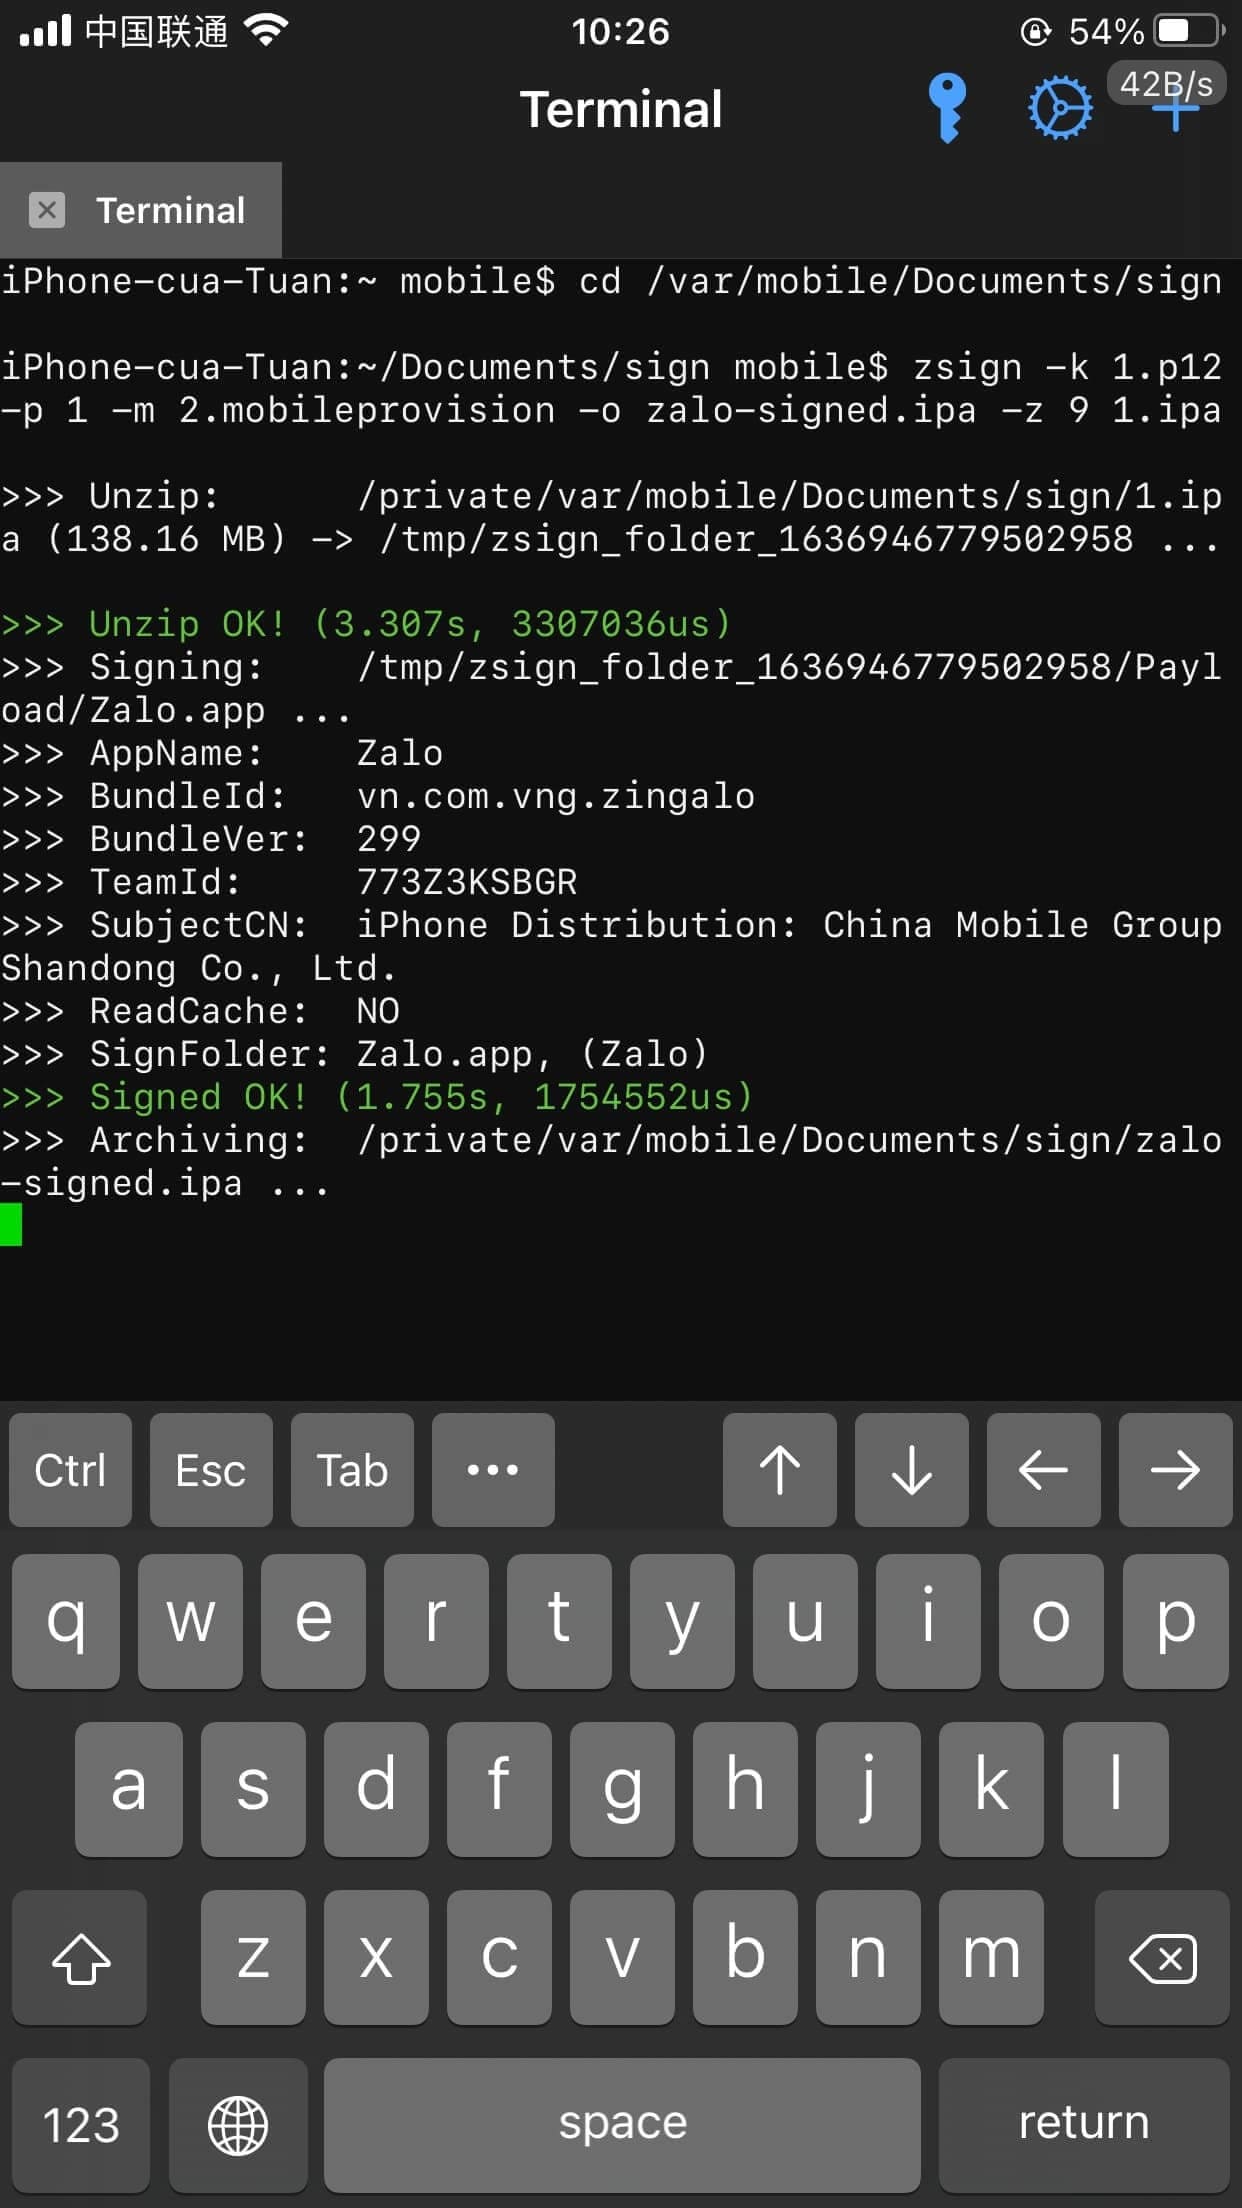 中国联通
10:26
54%
42B/s
Terminal
Terminal
iPhone-cua-Tuan:~ mobile$ cd /var/mobile/Documents/sign
iPhone-cua-Tuan:~/Documents/sign mobile$ zsign -k 1.p12
-p 1 -m 2.mobileprovision -o zalo-signed.ipa -z 9 1.ipa
>>> Unzip: /private/var/mobile/Documents/sign/1.ip
a (138.16 MB) -> /tmp/zsign_folder_1636946779502958 ...
>>> Unzip OK! (3.307s, 3307036us)
>>> Signing: /tmp/zsign_folder_1636946779502958/Payl
oad/Zalo.app ...
>>> AppName: Zalo
>>> BundleId: vn.com.vng.zingalo
>>> BundleVer: 299
>>> TeamId: 773Z3KSBGR
>>> SubjectCN: iPhone Distribution: China Mobile Group
Shandong Co., Ltd.
>>> ReadCache: NO
>>> SignFolder: Zalo.app, (Zalo)
>>> Signed OK! (1.755s, 1754552us)
>>> Archiving: /private/var/mobile/Documents/sign/zalo
-signed.ipa ...
Ctrl Esc Tab ••• ↑ ↓ ← →
q w e r t y u i o p
a s d f g h j k l
z x c v b n m
123 space return